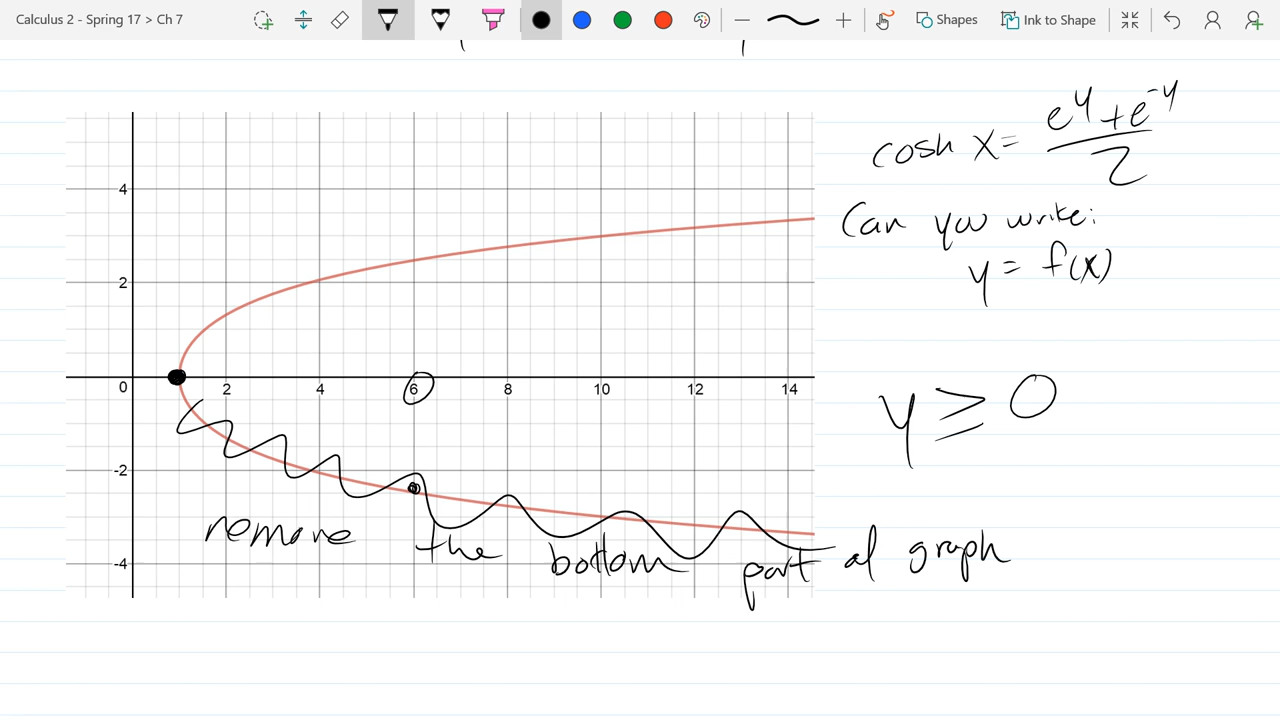 Calculus 2 - Spring 17 > Ch 7
Shapes
Ink to Shape
cosh x = (e^y + e^-y)/2
Can you write:
y = f(x)
y ≥ 0
4
2
0 2 4 6 8 10 12 14
-2
-4
remove the bottom part of graph